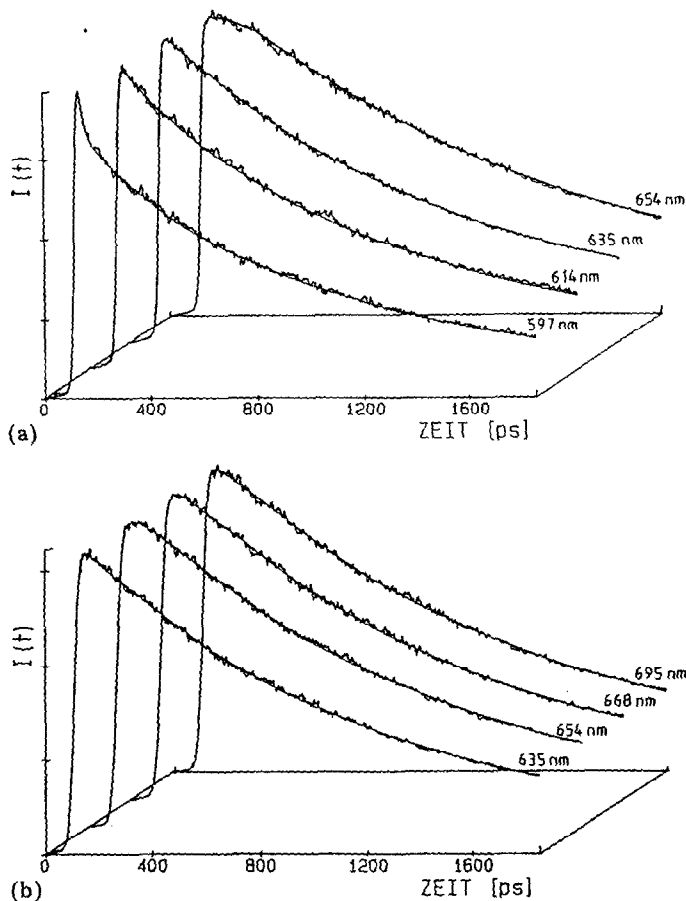 I(t)
654 nm
635 nm
614 nm
597 nm
0 400 800 1200 1600
ZEIT [ps]
(a)
I(t)
695 nm
668 nm
654 nm
635 nm
0 400 800 1200 1600
ZEIT [ps]
(b)